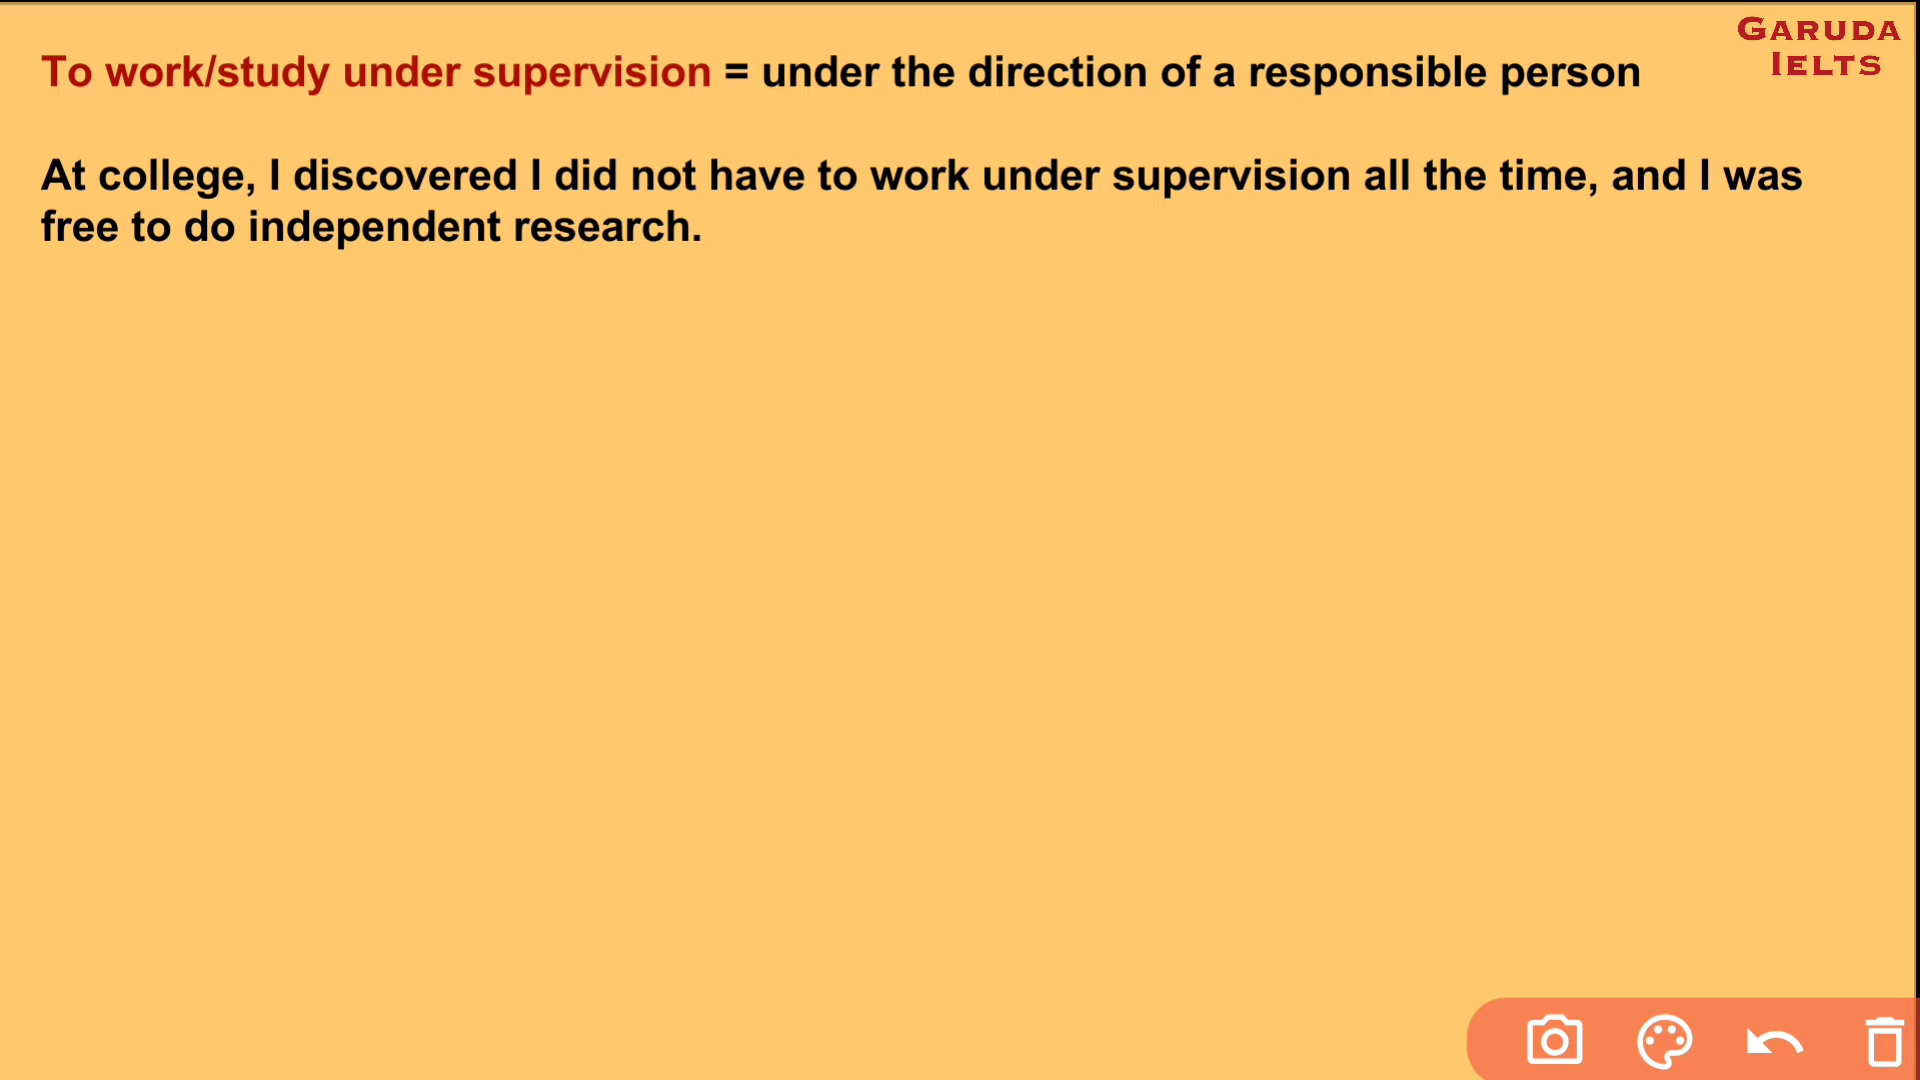 GARUDA
IELTS
To work/study under supervision = under the direction of a responsible person
At college, I discovered I did not have to work under supervision all the time, and I was
free to do independent research.